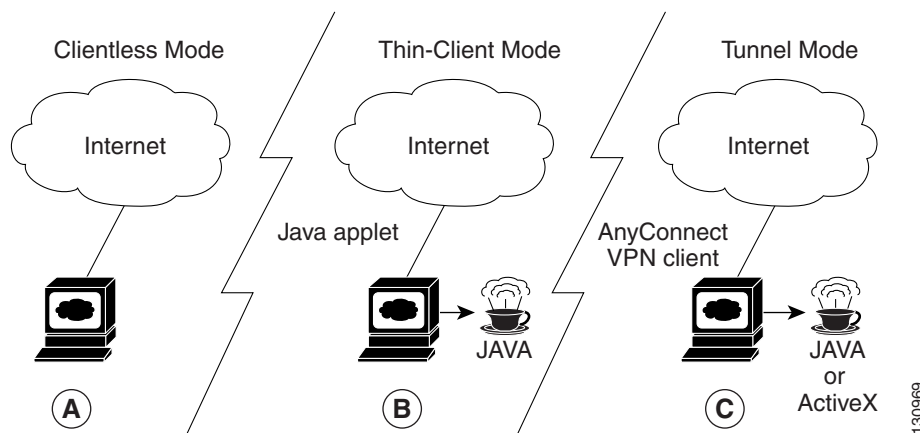 Clientless Mode
Internet
A
Thin-Client Mode
Internet
Java applet
JAVA
B
Tunnel Mode
Internet
AnyConnect
VPN client
JAVA
or
ActiveX
C
130969